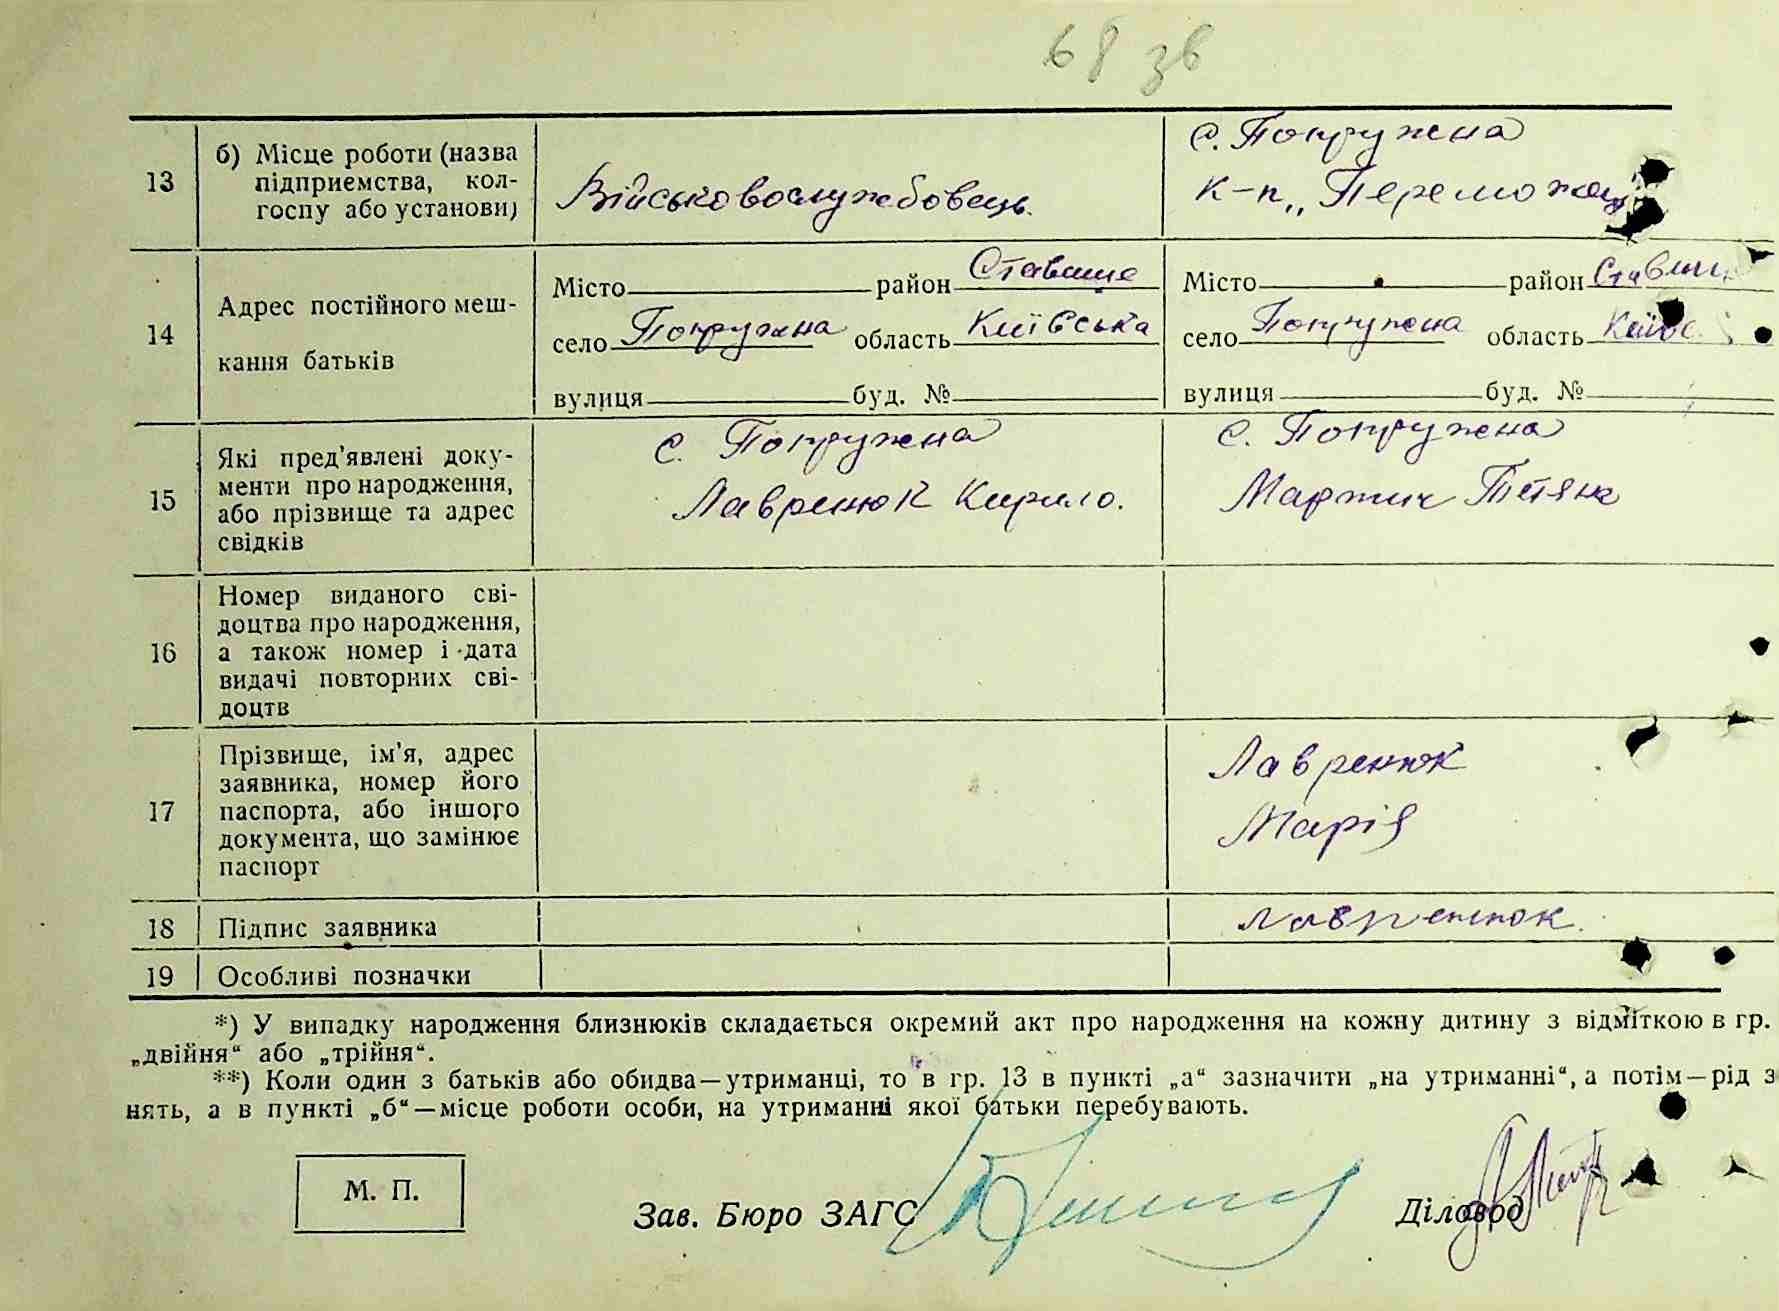 68 зв
13
б) Місце роботи (назва
підприємства, кол-
госпу або установи)
Військовослужбовець.
с. Потружена
к-п „Переможец
14
Адрес постійного меш-
кання батьків
Місто район Ставище
село Потружена область Київська
вулиця буд. №
Місто район Ставищ
село Потружена область Київс.
вулиця буд. №
15
Які пред'явлені доку-
менти про народження,
або прізвище та адрес
свідків
с. Потружена
Лавренюк Кирило.
с. Потружена
Маржич Тетяна
16
Номер виданого сві-
доцтва про народження,
а також номер і дата
видачі повторних сві-
доцтв
17
Прізвище, ім'я, адрес
заявника, номер його
паспорта, або іншого
документа, що замінює
паспорт
Лавренюк
Марія
18 Підпис заявника Лавренюк.
19 Особливі позначки
*) У випадку народження близнюків складається окремий акт про народження на кожну дитину з відміткою в гр.
„двійня“ або „трійня“.
**) Коли один з батьків або обидва—утриманці, то в гр. 13 в пункті „а“ зазначити „на утриманні“, а потім—рід з
нять, а в пункті „б“—місце роботи особи, на утриманні якої батьки перебувають.
М. П.
Зав. Бюро ЗАГС
Діловод